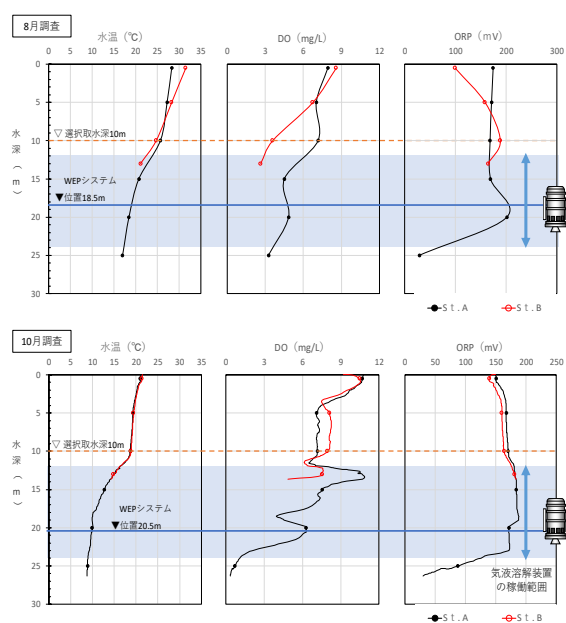 8月調査
水温（℃）
DO（mg/L）
ORP（mV）
0 5 10 15 20 25 30 35
0 3 6 9 12
0 100 200 300
0
5
10
15
20
25
30
水深（m）
▽ 選択取水深10m
WEPシステム
▼位置18.5m
St.A St.B
10月調査
水温（℃）
DO（mg/L）
ORP（mV）
0 5 10 15 20 25 30 35
0 3 6 9 12
0 50 100 150 200 250
0
5
10
15
20
25
30
水深（m）
▽ 選択取水深10m
WEPシステム
▼位置20.5m
気液溶解装置
の稼働範囲
St.A St.B